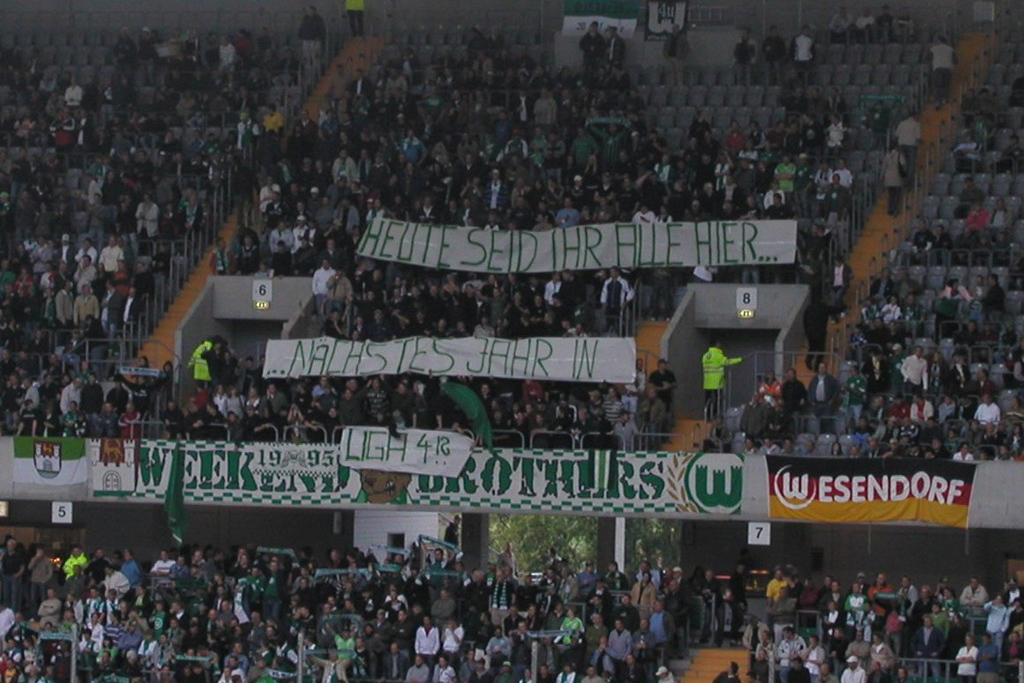 HEUTE SEID IHR ALLE HIER...
6
8
..NÄCHSTES JAHR IN
LIGA 4!?
WEEKEND 1995 BROTHERS
W
WESENDORF
5
7